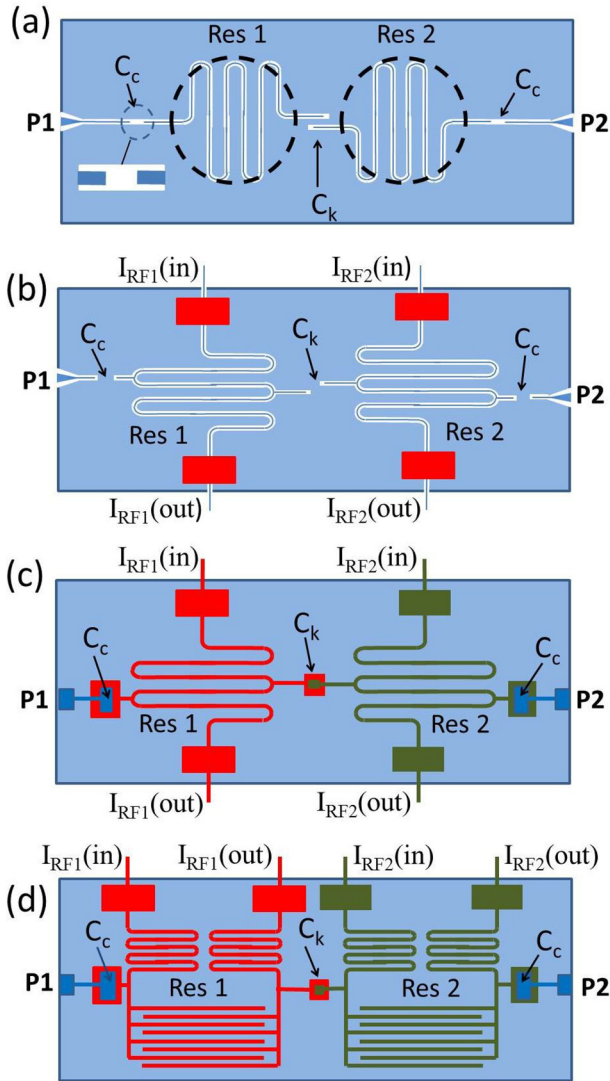 (a)
Res 1
Res 2
C_c
C_c
P1
P2
C_k
I_RF1(in)
I_RF2(in)
(b)
C_c
C_k
C_c
P1
P2
Res 1
Res 2
I_RF1(out)
I_RF2(out)
(c)
I_RF1(in)
I_RF2(in)
C_c
C_k
C_c
P1
P2
Res 1
Res 2
I_RF1(out)
I_RF2(out)
I_RF1(in)
I_RF1(out)
I_RF2(in)
I_RF2(out)
(d)
C_c
C_k
C_c
P1
Res 1
Res 2
P2